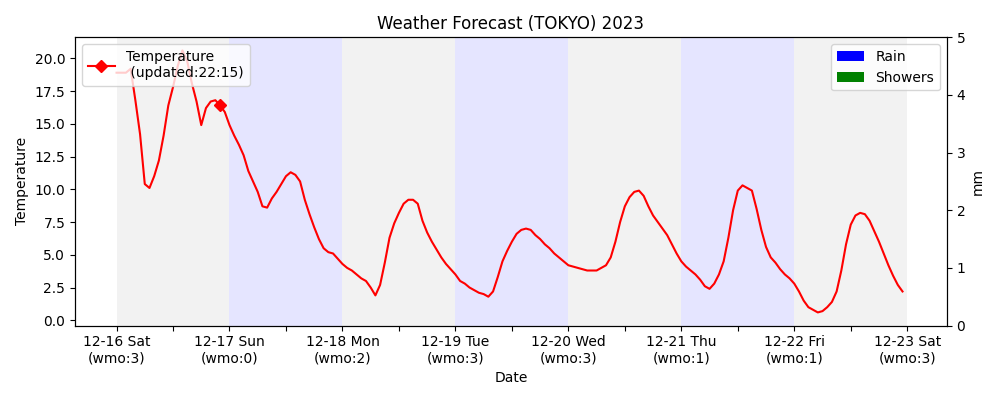 Weather Forecast (TOKYO) 2023
Temperature
(updated:22:15)
Rain
Showers
Temperature
20.0
17.5
15.0
12.5
10.0
7.5
5.0
2.5
0.0
5
4
3
2
1
0
mm
12-16 Sat
(wmo:3)
12-17 Sun
(wmo:0)
12-18 Mon
(wmo:2)
12-19 Tue
(wmo:3)
12-20 Wed
(wmo:3)
12-21 Thu
(wmo:1)
12-22 Fri
(wmo:1)
12-23 Sat
(wmo:3)
Date